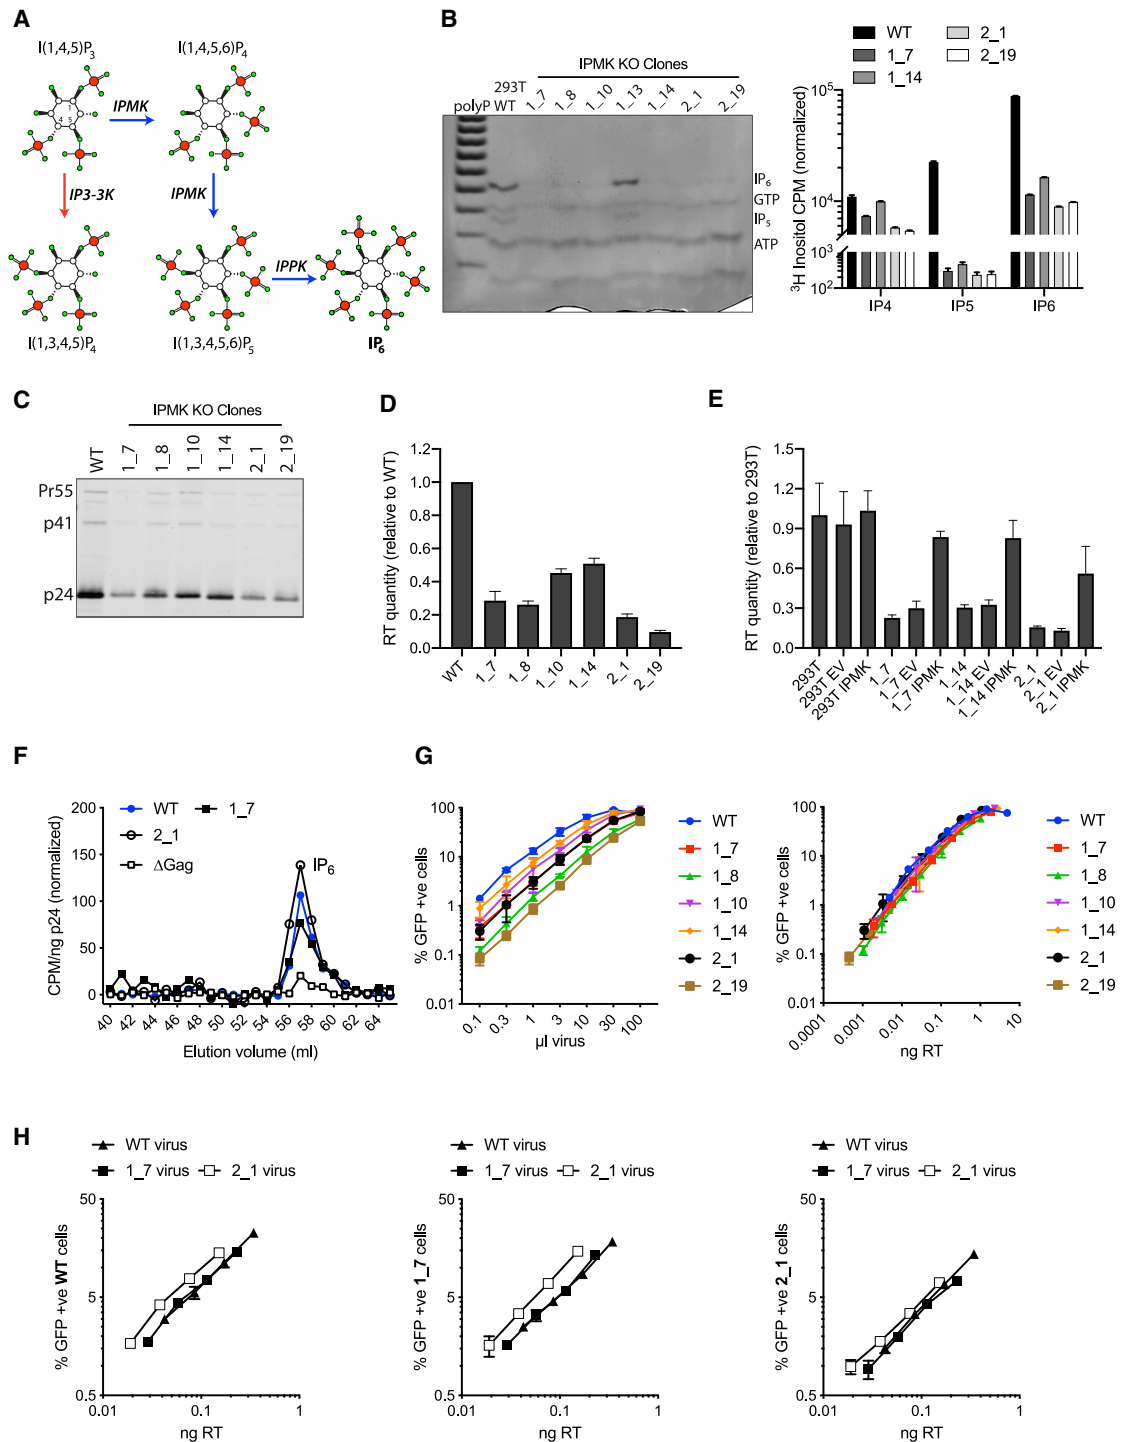 A
I(1,4,5)P3
I(1,4,5,6)P4
IPMK
1
4 5
IP3-3K
IPMK
IPPK
I(1,3,4,5)P4
I(1,3,4,5,6)P5
IP6
B
IPMK KO Clones
polyP
293T WT
1_7
1_8
1_10
1_13
1_14
2_1
2_19
IP6
GTP
IP5
ATP
WT
1_7
1_14
2_1
2_19
3H Inositol CPM (normalized)
10^5
10^4
10^3
10^2
IP4 IP5 IP6
C
IPMK KO Clones
WT
1_7
1_8
1_10
1_14
2_1
2_19
Pr55
p41
p24
D
RT quantity (relative to WT)
1.2
1.0
0.8
0.6
0.4
0.2
0.0
WT
1_7
1_8
1_10
1_14
2_1
2_19
E
RT quantity (relative to 293T)
1.5
1.2
0.9
0.6
0.3
0.0
293T
293T EV
293T IPMK
1_7
1_7 EV
1_7 IPMK
1_14
1_14 EV
1_14 IPMK
2_1
2_1 EV
2_1 IPMK
F
WT 1_7
2_1
ΔGag
IP6
CPM/ng p24 (normalized)
200
150
100
50
0
40 42 44 46 48 50 52 54 56 58 60 62 64
Elution volume (ml)
G
% GFP +ve cells
100
10
1
0.1
0.01
0.1 0.3 1 3 10 30 100
µl virus
WT
1_7
1_8
1_10
1_14
2_1
2_19
% GFP +ve cells
100
10
1
0.1
0.01
0.0001 0.001 0.01 0.1 1 10
ng RT
WT
1_7
1_8
1_10
1_14
2_1
2_19
H
WT virus
1_7 virus 2_1 virus
% GFP +ve WT cells
50
5
0.5
0.01 0.1 1
ng RT
WT virus
1_7 virus 2_1 virus
% GFP +ve 1_7 cells
50
5
0.5
0.01 0.1 1
ng RT
WT virus
1_7 virus 2_1 virus
% GFP +ve 2_1 cells
50
5
0.5
0.01 0.1 1
ng RT